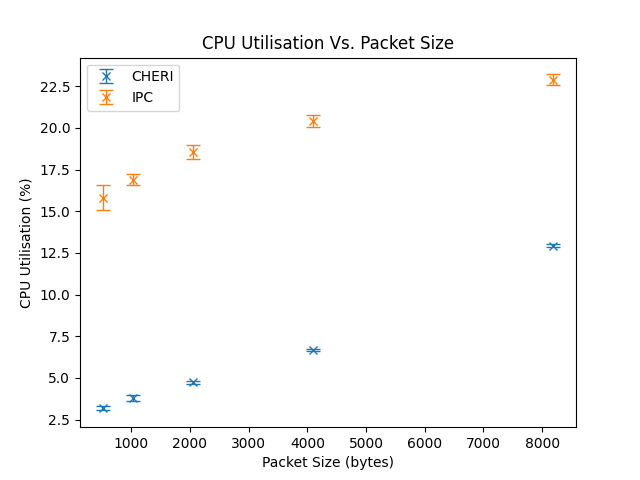 CPU Utilisation Vs. Packet Size
CHERI
IPC
CPU Utilisation (%)
22.5
20.0
17.5
15.0
12.5
10.0
7.5
5.0
2.5
1000 2000 3000 4000 5000 6000 7000 8000
Packet Size (bytes)